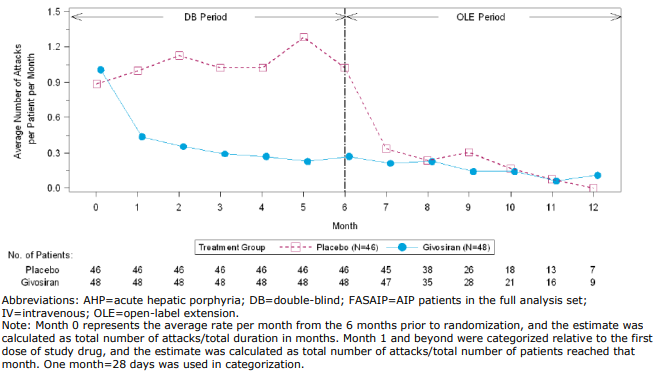 DB Period
OLE Period
1.5
1.2
0.9
0.6
0.3
0.0
Average Number of Attacks
per Patient per Month
0 1 2 3 4 5 6 7 8 9 10 11 12
Month
Treatment Group Placebo (N=46) Givosiran (N=48)
No. of Patients:
Placebo 46 46 46 46 46 46 46 45 38 26 18 13 7
Givosiran 48 48 48 48 48 48 48 47 35 28 21 16 9
Abbreviations: AHP=acute hepatic porphyria; DB=double-blind; FASAIP=AIP patients in the full analysis set;
IV=intravenous; OLE=open-label extension.
Note: Month 0 represents the average rate per month from the 6 months prior to randomization, and the estimate was
calculated as total number of attacks/total duration in months. Month 1 and beyond were categorized relative to the first
dose of study drug, and the estimate was calculated as total number of attacks/total number of patients reached that
month. One month=28 days was used in categorization.